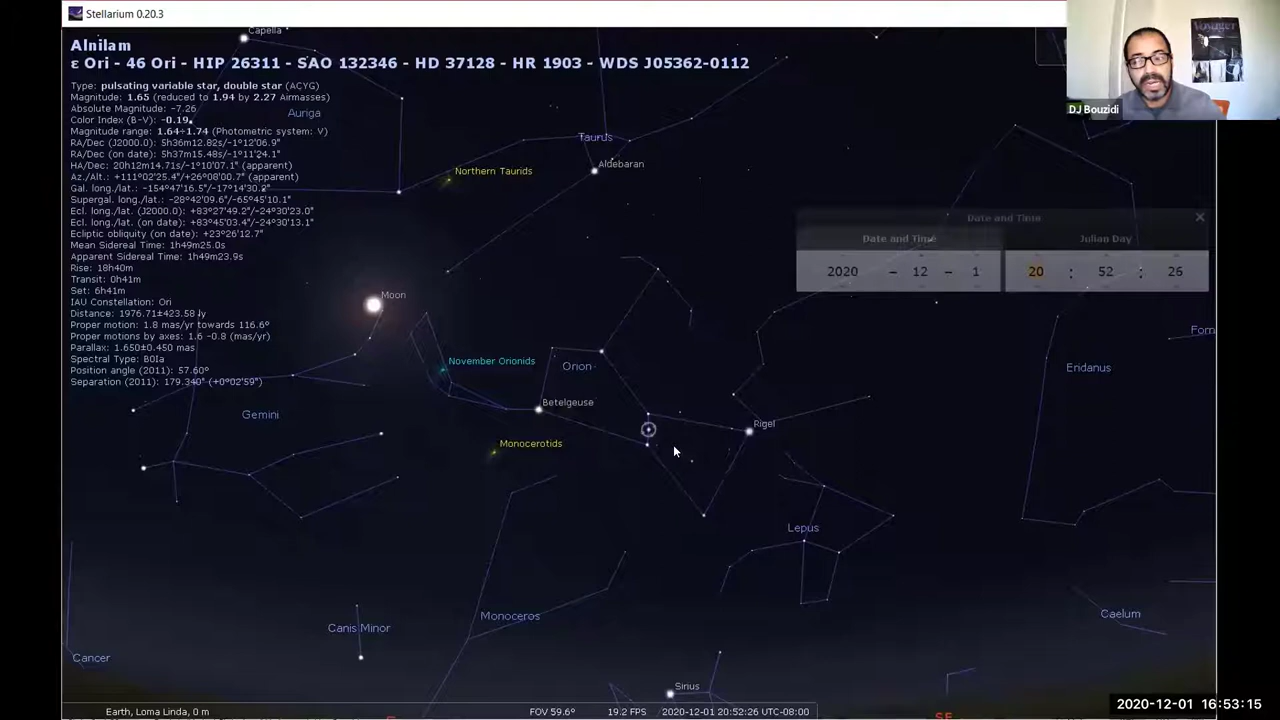 Stellarium 0.20.3
Voyager
DJ Bouzidi
Capella
Alnilam
ε Ori - 46 Ori - HIP 26311 - SAO 132346 - HD 37128 - HR 1903 - WDS J05362-0112
Type: pulsating variable star, double star (ACYG)
Magnitude: 1.65 (reduced to 1.94 by 2.27 Airmasses)
Absolute Magnitude: -7.26
Color Index (B-V): -0.19
Magnitude range: 1.64÷1.74 (Photometric system: V)
RA/Dec (J2000.0): 5h36m12.82s/-1°12'06.9"
RA/Dec (on date): 5h37m15.48s/-1°11'24.1"
HA/Dec: 20h12m14.71s/-1°10'07.1" (apparent)
Az./Alt.: +111°02'25.4"/+26°08'00.7" (apparent)
Gal. long./lat.: -154°47'16.5"/-17°14'30.2"
Supergal. long./lat.: -28°42'09.6"/-65°45'10.1"
Ecl. long./lat. (J2000.0): +83°27'49.2"/-24°30'23.0"
Ecl. long./lat. (on date): +83°45'03.4"/-24°30'13.1"
Ecliptic obliquity (on date): +23°26'12.7"
Mean Sidereal Time: 1h49m25.0s
Apparent Sidereal Time: 1h49m23.9s
Rise: 18h40m
Transit: 0h41m
Set: 6h41m
IAU Constellation: Ori
Distance: 1976.71±423.58 ly
Proper motion: 1.8 mas/yr towards 116.6°
Proper motions by axes: 1.6 -0.8 (mas/yr)
Parallax: 1.650±0.450 mas
Spectral Type: B0Ia
Position angle (2011): 57.60°
Separation (2011): 179.340" (+0°02'59")
Auriga
Taurus
Aldebaran
Northern Taurids
Date and Time
Date and Time
Julian Day
2020 - 12 - 1
20 : 52 : 26
Moon
Forn
November Orionids
Orion
Eridanus
Betelgeuse
Gemini
Rigel
Monocerotids
Lepus
Monoceros
Caelum
Canis Minor
Cancer
Sirius
Earth, Loma Linda, 0 m
FOV 59.6°
19.2 FPS
2020-12-01 20:52:26 UTC-08:00
SE
2020-12-01 16:53:15